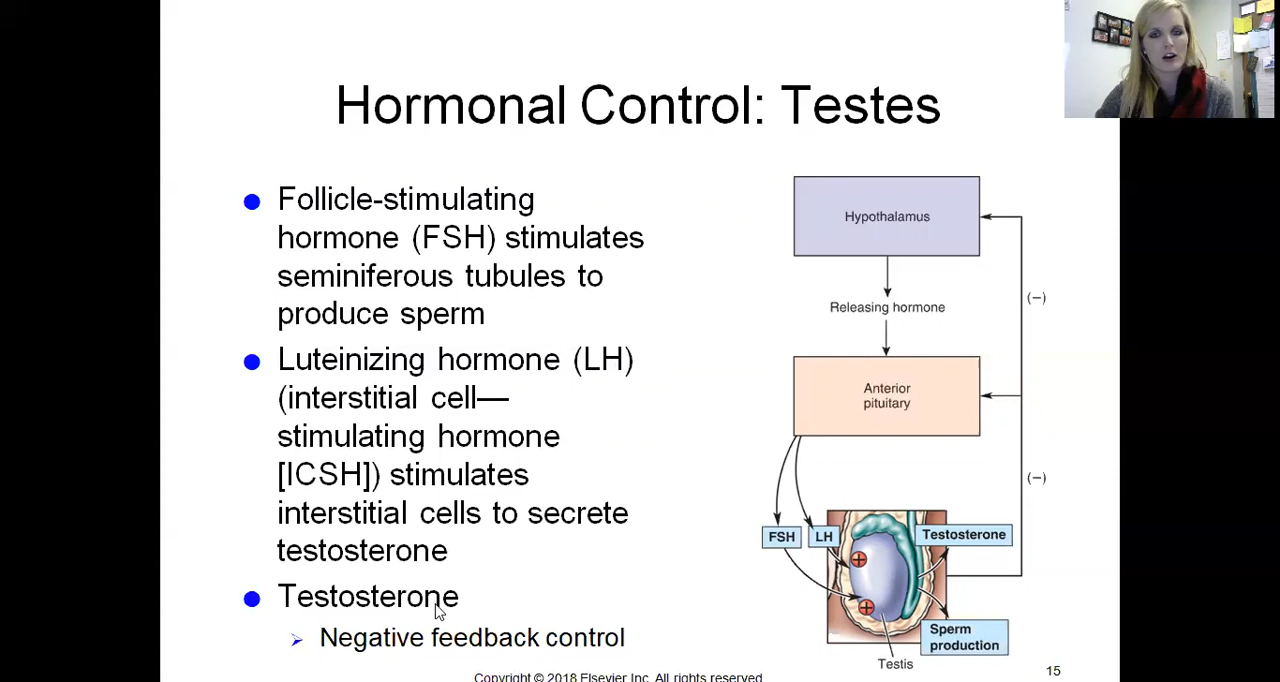 Hormonal Control: Testes
Follicle-stimulating
hormone (FSH) stimulates
seminiferous tubules to
produce sperm
Luteinizing hormone (LH)
(interstitial cell—
stimulating hormone
[ICSH]) stimulates
interstitial cells to secrete
testosterone
Testosterone
Negative feedback control
Hypothalamus
(−)
Releasing hormone
Anterior
pituitary
(−)
FSH
LH
Testosterone
Sperm
production
Testis
Copyright © 2018 Elsevier Inc. All rights reserved
15